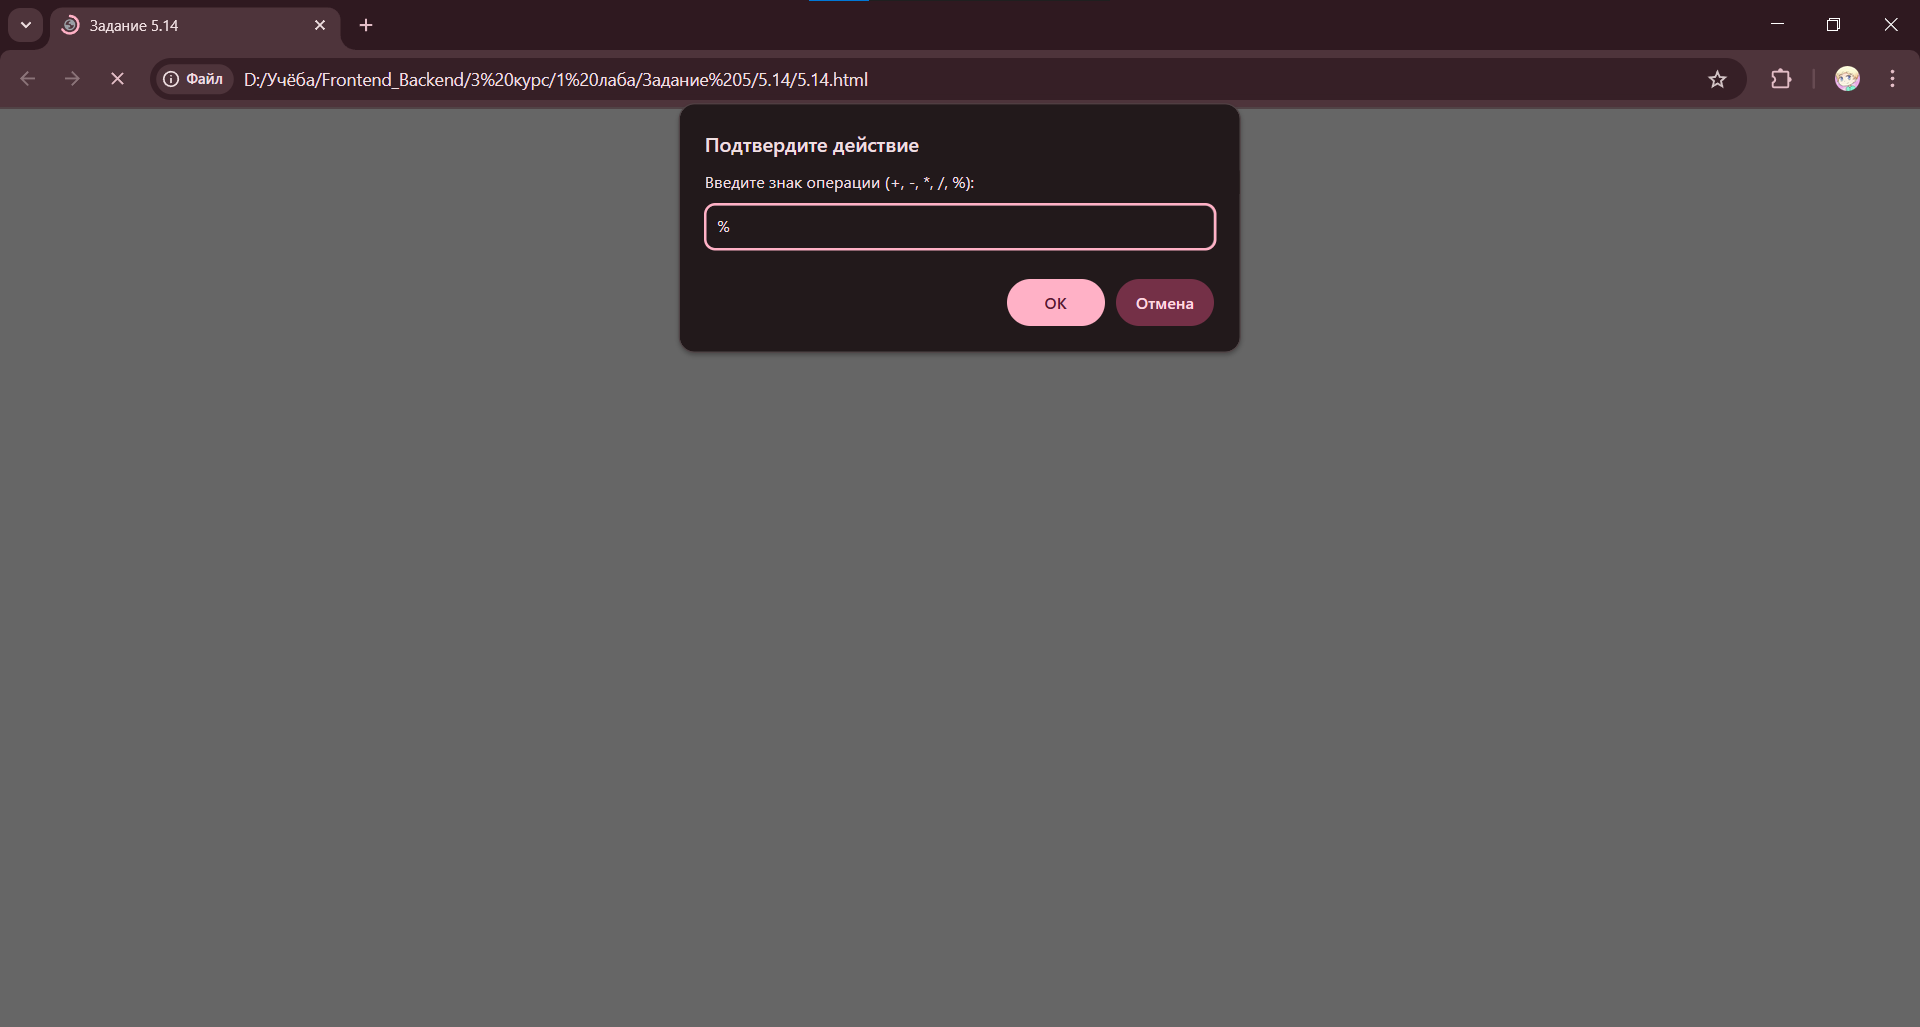 Задание 5.14
Файл
D:/Учёба/Frontend_Backend/3%20курс/1%20лаба/Задание%205/5.14/5.14.html
Подтвердите действие
Введите знак операции (+, -, *, /, %):
%
ОК
Отмена